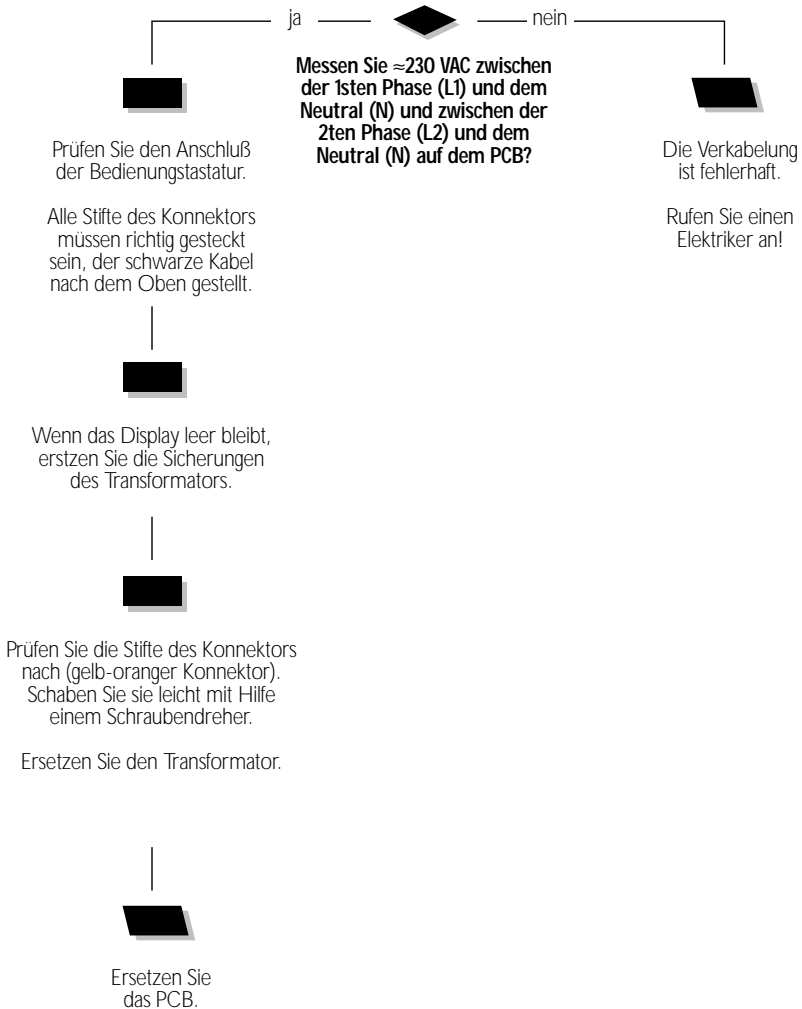 ja
nein
Messen Sie ≈230 VAC zwischen
der 1sten Phase (L1) und dem
Neutral (N) und zwischen der
2ten Phase (L2) und dem
Neutral (N) auf dem PCB?
Prüfen Sie den Anschluß
der Bedienungstastatur.
Alle Stifte des Konnektors
müssen richtig gesteckt
sein, der schwarze Kabel
nach dem Oben gestellt.
Die Verkabelung
ist fehlerhaft.
Rufen Sie einen
Elektriker an!
Wenn das Display leer bleibt,
erstzen Sie die Sicherungen
des Transformators.
Prüfen Sie die Stifte des Konnektors
nach (gelb-oranger Konnektor).
Schaben Sie sie leicht mit Hilfe
einem Schraubendreher.
Ersetzen Sie den Transformator.
Ersetzen Sie
das PCB.